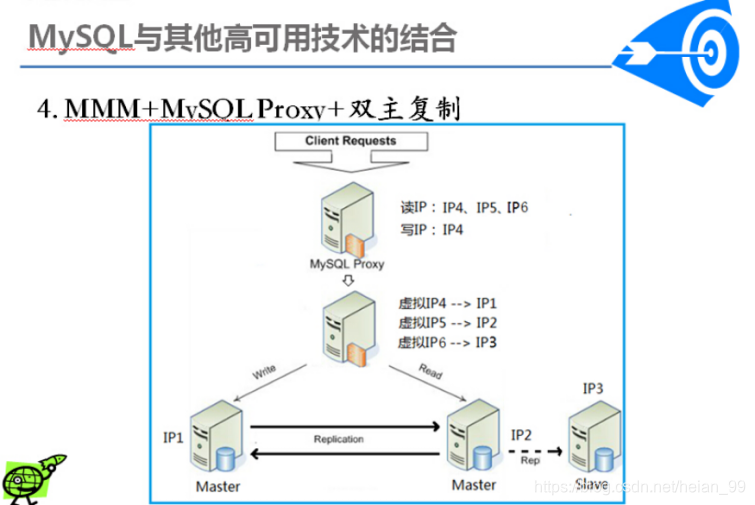 MySQL与其他高可用技术的结合
4. MMM+MySQL Proxy+双主复制
Client Requests
读IP：IP4、IP5、IP6
写IP：IP4
MySQL Proxy
虚拟IP4 --> IP1
虚拟IP5 --> IP2
虚拟IP6 --> IP3
Write
Read
IP3
IP1
Replication
IP2
Rep
Master
Master
Slave
https://blog.csdn.net/heian_99